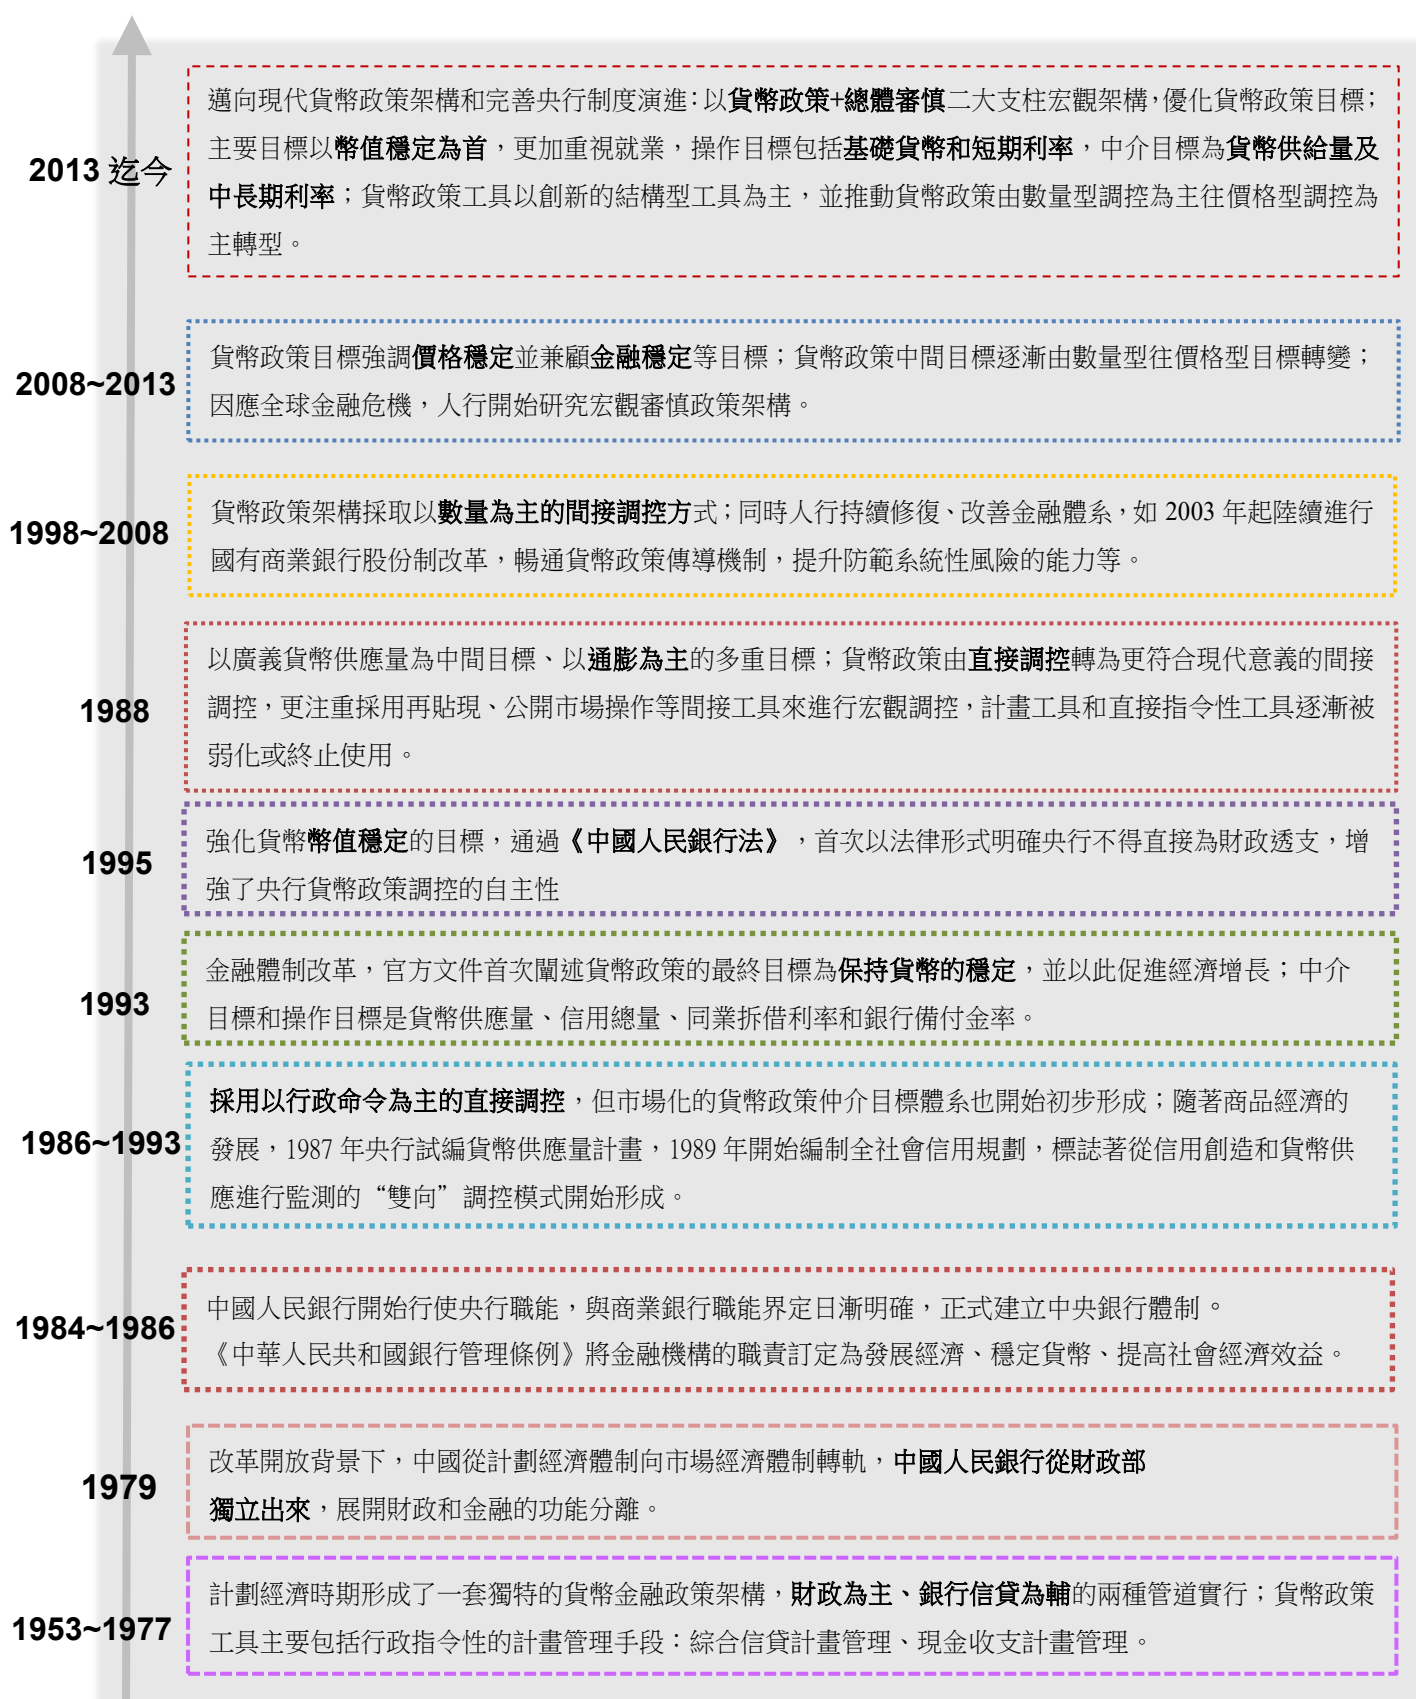 2013 迄今
邁向現代貨幣政策架構和完善央行制度演進：以貨幣政策+總體審慎二大支柱宏觀架構，優化貨幣政策目標；
主要目標以幣值穩定為首，更加重視就業，操作目標包括基礎貨幣和短期利率，中介目標為貨幣供給量及
中長期利率；貨幣政策工具以創新的結構型工具為主，並推動貨幣政策由數量型調控為主往價格型調控為
主轉型。
2008~2013
貨幣政策目標強調價格穩定並兼顧金融穩定等目標；貨幣政策中間目標逐漸由數量型往價格型目標轉變；
因應全球金融危機，人行開始研究宏觀審慎政策架構。
1998~2008
貨幣政策架構採取以數量為主的間接調控方式；同時人行持續修復、改善金融體系，如 2003 年起陸續進行
國有商業銀行股份制改革，暢通貨幣政策傳導機制，提升防範系統性風險的能力等。
1988
以廣義貨幣供應量為中間目標、以通膨為主的多重目標；貨幣政策由直接調控轉為更符合現代意義的間接
調控，更注重採用再貼現、公開市場操作等間接工具來進行宏觀調控，計畫工具和直接指令性工具逐漸被
弱化或終止使用。
1995
強化貨幣幣值穩定的目標，通過《中國人民銀行法》，首次以法律形式明確央行不得直接為財政透支，增
強了央行貨幣政策調控的自主性
1993
金融體制改革，官方文件首次闡述貨幣政策的最終目標為保持貨幣的穩定，並以此促進經濟增長；中介
目標和操作目標是貨幣供應量、信用總量、同業拆借利率和銀行備付金率。
1986~1993
採用以行政命令為主的直接調控，但市場化的貨幣政策仲介目標體系也開始初步形成；隨著商品經濟的
發展，1987 年央行試編貨幣供應量計畫，1989 年開始編制全社會信用規劃，標誌著從信用創造和貨幣供
應進行監測的“雙向”調控模式開始形成。
1984~1986
中國人民銀行開始行使央行職能，與商業銀行職能界定日漸明確，正式建立中央銀行體制。
《中華人民共和國銀行管理條例》將金融機構的職責訂定為發展經濟、穩定貨幣、提高社會經濟效益。
1979
改革開放背景下，中國從計劃經濟體制向市場經濟體制轉軌，中國人民銀行從財政部
獨立出來，展開財政和金融的功能分離。
1953~1977
計劃經濟時期形成了一套獨特的貨幣金融政策架構，財政為主、銀行信貸為輔的兩種管道實行；貨幣政策
工具主要包括行政指令性的計畫管理手段：綜合信貸計畫管理、現金收支計畫管理。